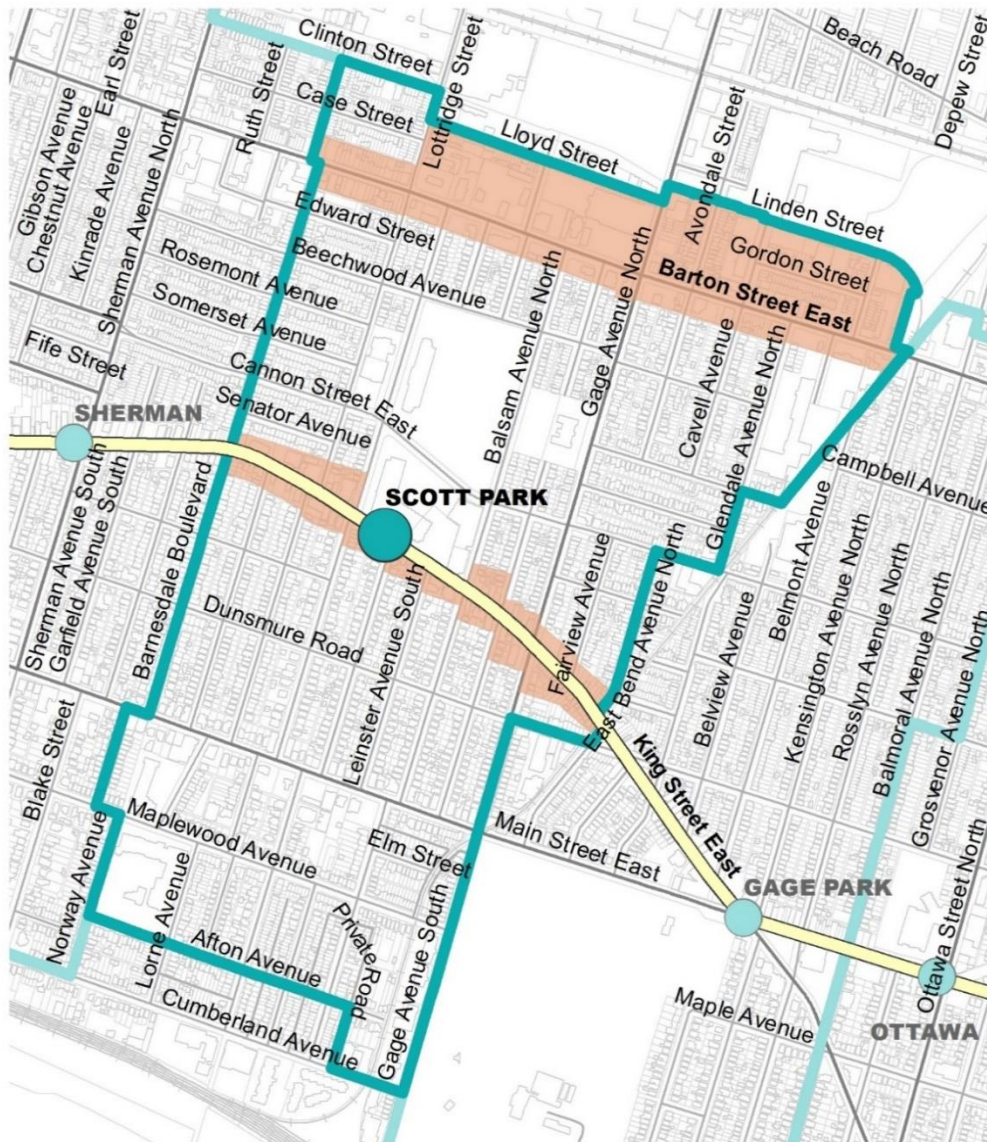 Clinton Street
Lottridge Street
Beach Road
Depew Street
Earl Street
Ruth Street
Case Street
Gibson Avenue
Chestnut Avenue
Kinrade Avenue
Sherman Avenue North
Lloyd Street
Avondale Street
Linden Street
Edward Street
Gordon Street
Beechwood Avenue
Rosemont Avenue
Barton Street East
Somerset Avenue
Balsam Avenue North
Gage Avenue North
Fife Street
Cannon Street East
Cavell Avenue
Glendale Avenue North
Senator Avenue
SHERMAN
Campbell Avenue
SCOTT PARK
Sherman Avenue South
Garfield Avenue South
Barnesdale Boulevard
Belmont Avenue
Dunsmure Road
Leinster Avenue South
Fairview Avenue
East Bend Avenue North
Belview Avenue
Kensington Avenue North
Rosslyn Avenue North
Balmoral Avenue North
Grosvenor Avenue North
Blake Street
King Street East
Maplewood Avenue
Elm Street
Main Street East
GAGE PARK
Norway Avenue
Lorne Avenue
Afton Avenue
Private Road
Gage Avenue South
Ottawa Street North
Cumberland Avenue
Maple Avenue
OTTAWA